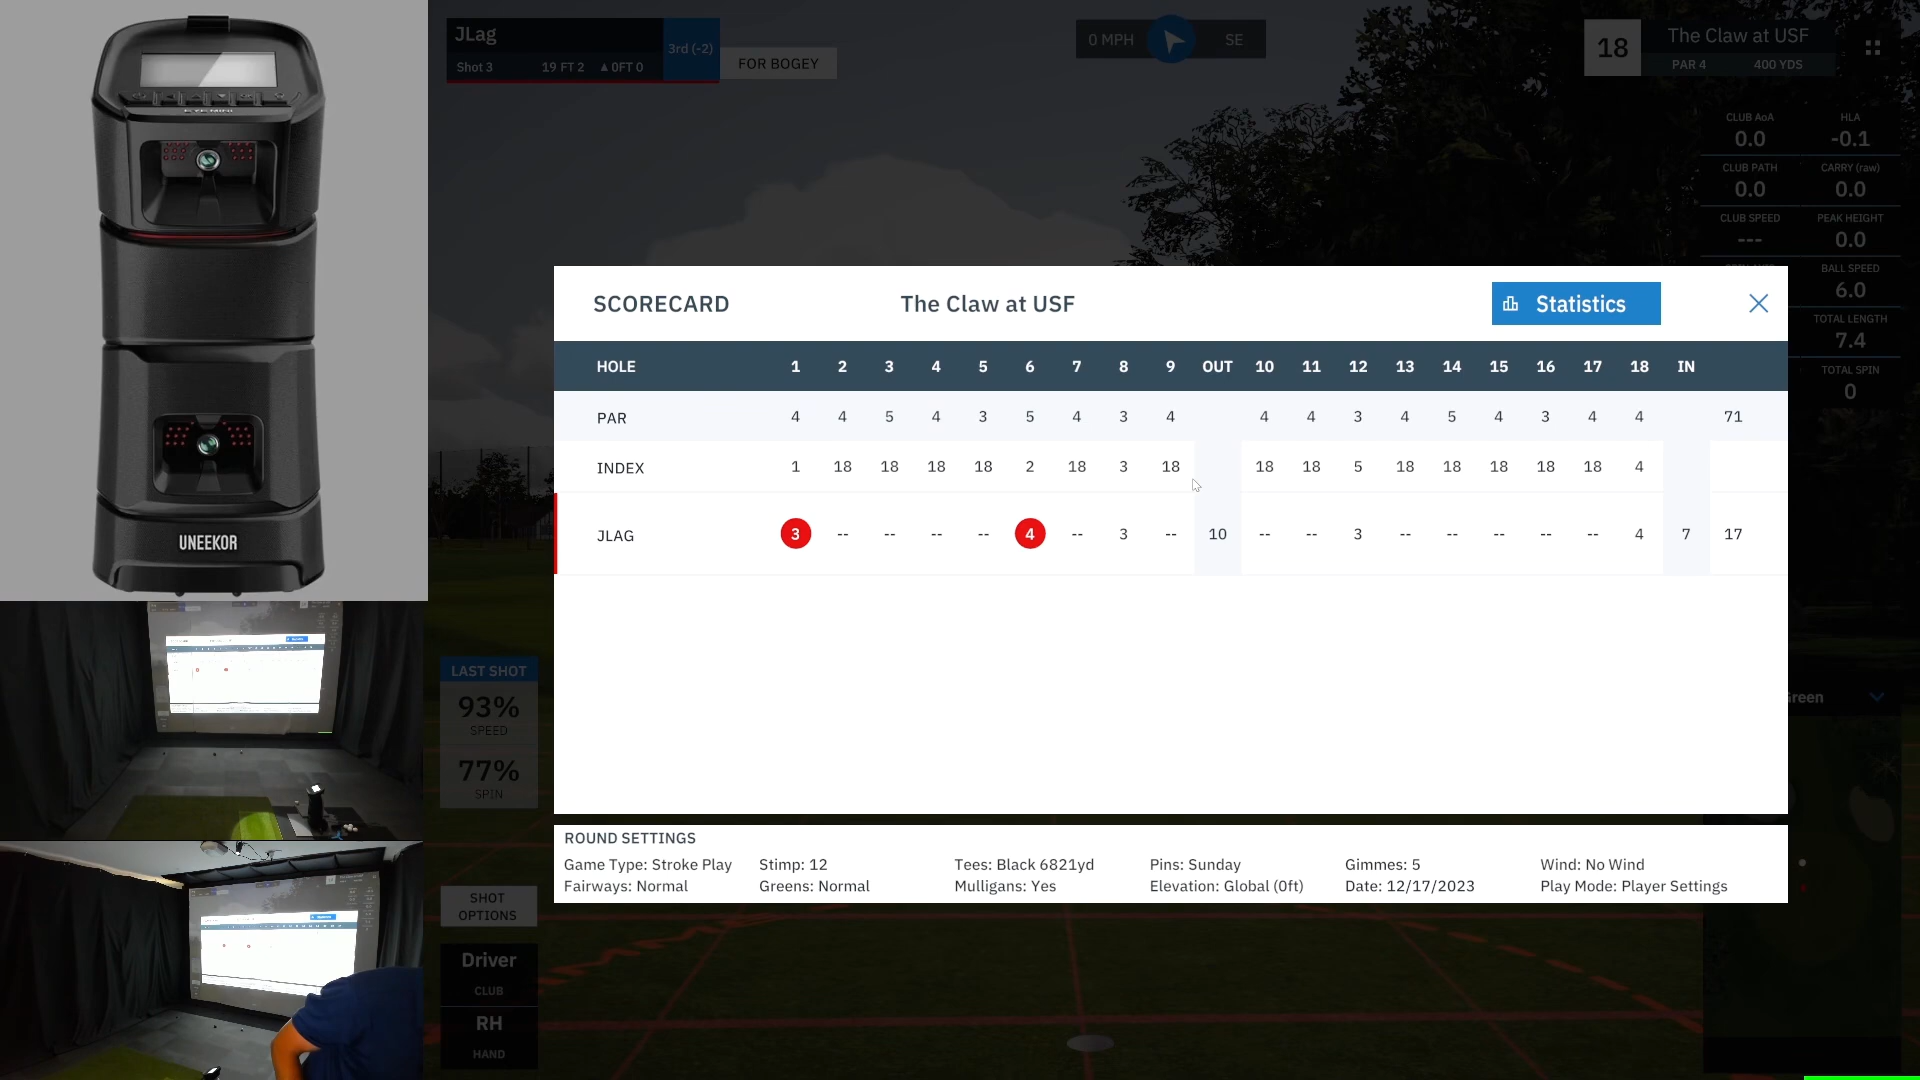 EYE MINI
UNEEKOR
JLag
Shot 3 19 FT 2 ▲0FT 0
3rd (-2)
FOR BOGEY
0 MPH SE
18
The Claw at USF
PAR 4 400 YDS
CLUB AoA HLA
0.0 -0.1
CLUB PATH CARRY (raw)
0.0 0.0
CLUB SPEED PEAK HEIGHT
--- 0.0
BALL SPEED
6.0
TOTAL LENGTH
7.4
TOTAL SPIN
0
SCORECARD The Claw at USF Statistics
HOLE 1 2 3 4 5 6 7 8 9 OUT 10 11 12 13 14 15 16 17 18 IN
PAR 4 4 5 4 3 5 4 3 4 4 4 3 4 5 4 3 4 4 71
INDEX 1 18 18 18 18 2 18 3 18 18 18 5 18 18 18 18 18 4
JLAG 3 -- -- -- -- 4 -- 3 -- 10 -- -- 3 -- -- -- -- -- 4 7 17
LAST SHOT
93%
SPEED
77%
SPIN
reen
ROUND SETTINGS
Game Type: Stroke Play Stimp: 12 Tees: Black 6821yd Pins: Sunday Gimmes: 5 Wind: No Wind
Fairways: Normal Greens: Normal Mulligans: Yes Elevation: Global (0ft) Date: 12/17/2023 Play Mode: Player Settings
SHOT
OPTIONS
Driver
CLUB
RH
HAND